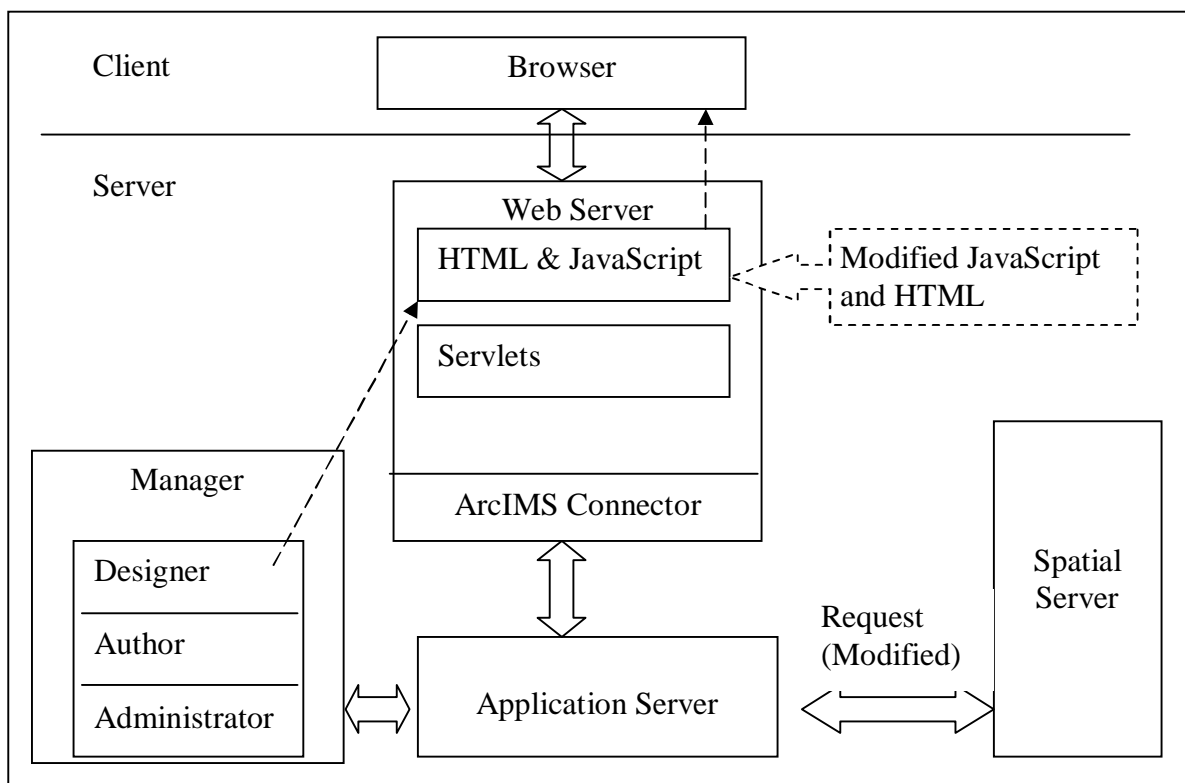 Client
Browser
Server
Web Server
HTML & JavaScript
Modified JavaScript
and HTML
Servlets
Manager
ArcIMS Connector
Designer
Author
Administrator
Application Server
Request
(Modified)
Spatial
Server